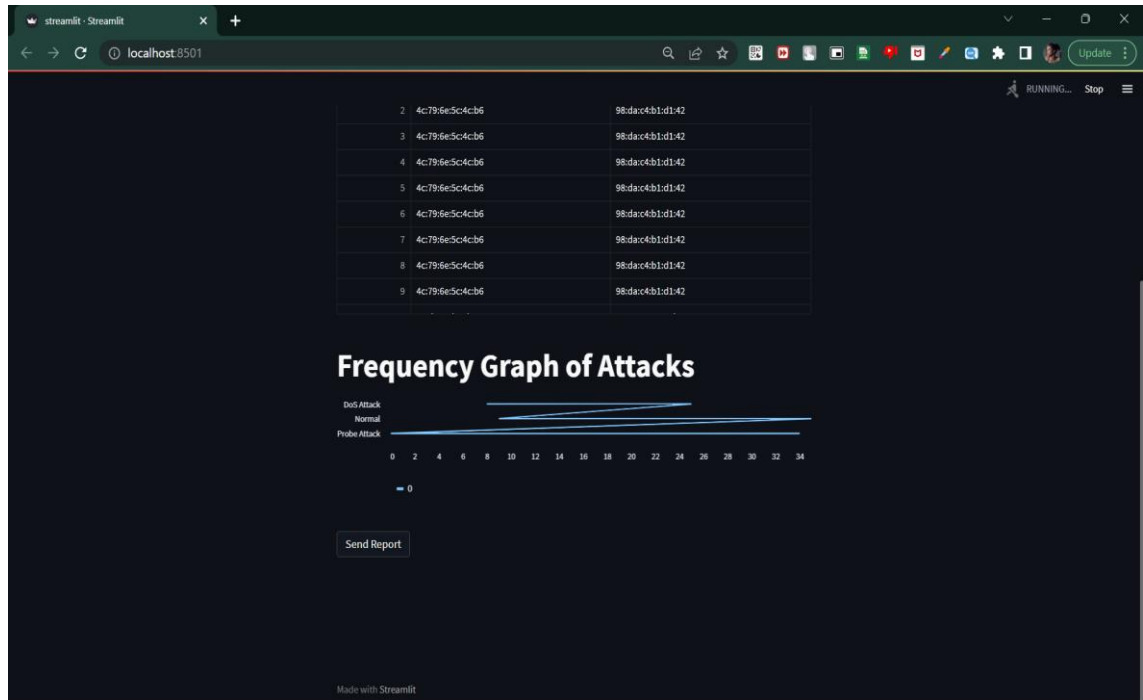 streamlit · Streamlit
localhost:8501
Update
RUNNING... Stop
2 4c:79:6e:5c:4c:b6 98:da:c4:b1:d1:42
3 4c:79:6e:5c:4c:b6 98:da:c4:b1:d1:42
4 4c:79:6e:5c:4c:b6 98:da:c4:b1:d1:42
5 4c:79:6e:5c:4c:b6 98:da:c4:b1:d1:42
6 4c:79:6e:5c:4c:b6 98:da:c4:b1:d1:42
7 4c:79:6e:5c:4c:b6 98:da:c4:b1:d1:42
8 4c:79:6e:5c:4c:b6 98:da:c4:b1:d1:42
9 4c:79:6e:5c:4c:b6 98:da:c4:b1:d1:42
Frequency Graph of Attacks
DoS Attack
Normal
Probe Attack
0 2 4 6 8 10 12 14 16 18 20 22 24 26 28 30 32 34
0
Send Report
Made with Streamlit